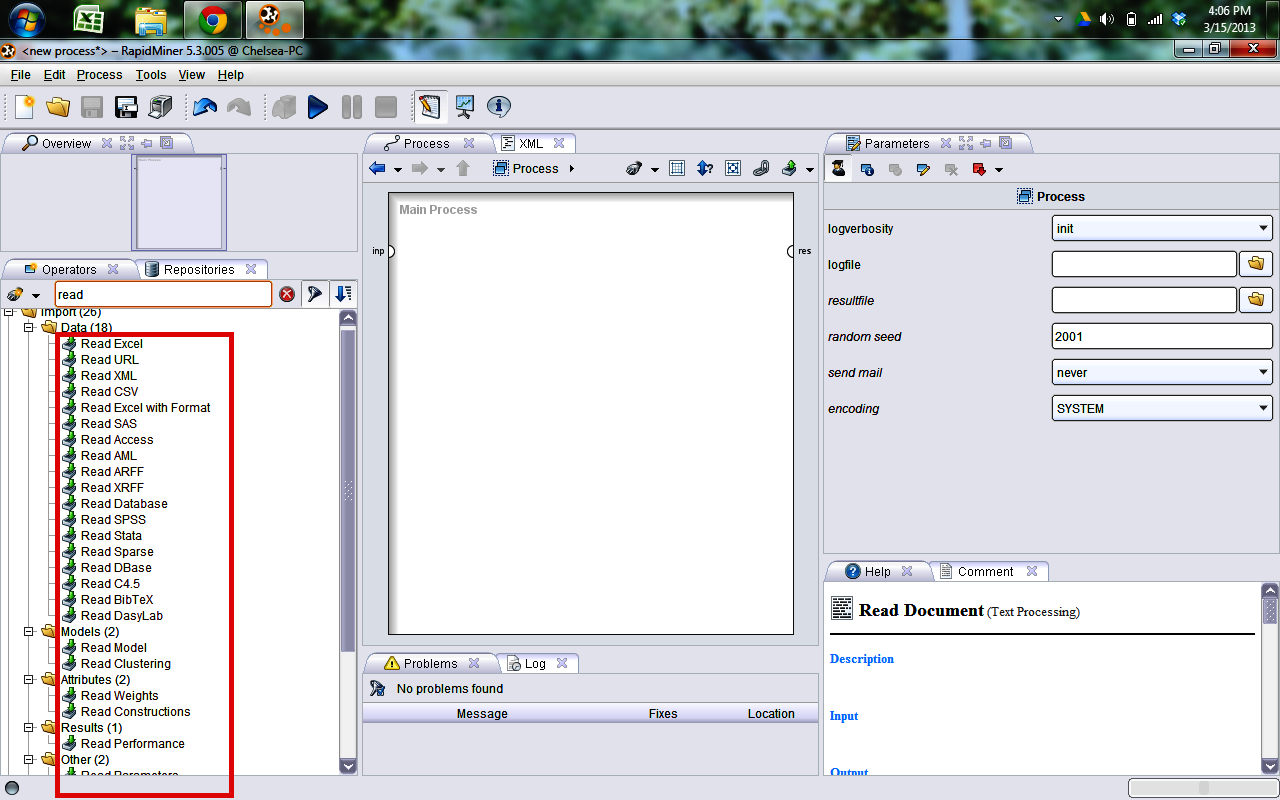 4:06 PM
3/15/2013
<new process*> – RapidMiner 5.3.005 @ Chelsea-PC
File Edit Process Tools View Help
Overview
Operators Repositories
read
Import (26)
Data (18)
Read Excel
Read URL
Read XML
Read CSV
Read Excel with Format
Read SAS
Read Access
Read AML
Read ARFF
Read XRFF
Read Database
Read SPSS
Read Stata
Read Sparse
Read DBase
Read C4.5
Read BibTeX
Read DasyLab
Models (2)
Read Model
Read Clustering
Attributes (2)
Read Weights
Read Constructions
Results (1)
Read Performance
Other (2)
Read Parameters
Process XML
Process
Main Process
inp
res
Problems Log
No problems found
Message Fixes Location
Parameters
Process
logverbosity init
logfile
resultfile
random seed 2001
send mail never
encoding SYSTEM
Help Comment
Read Document (Text Processing)
Description
Input
Output